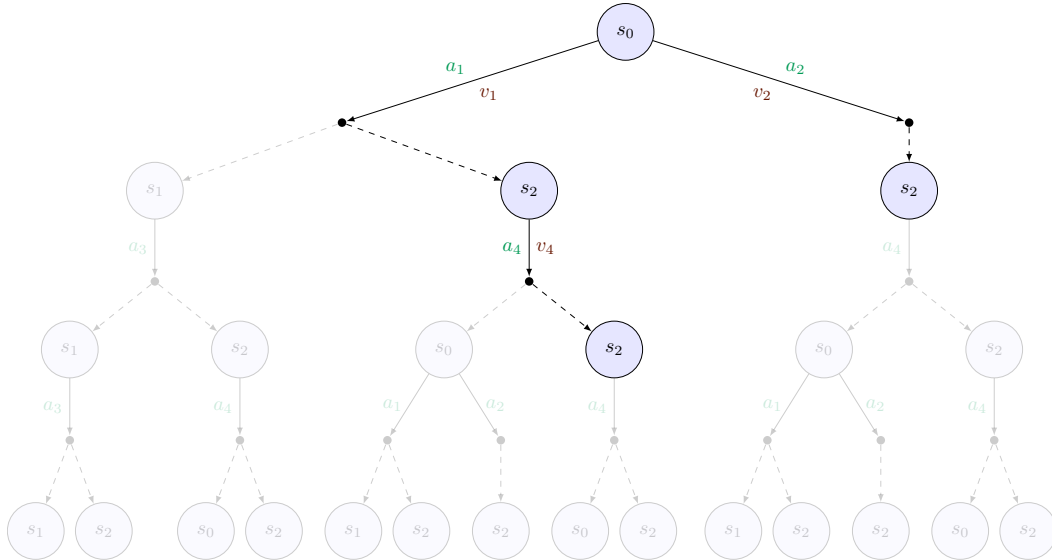 s₀
a₁ a₂
v₁ v₂
s₁ s₂ s₂
a₃ a₄ v₄ a₄
s₁ s₂ s₀ s₂ s₀ s₂
a₃ a₄ a₁ a₂ a₄ a₁ a₂ a₄
s₁ s₂ s₀ s₂ s₁ s₂ s₂ s₀ s₂ s₁ s₂ s₂ s₀ s₂